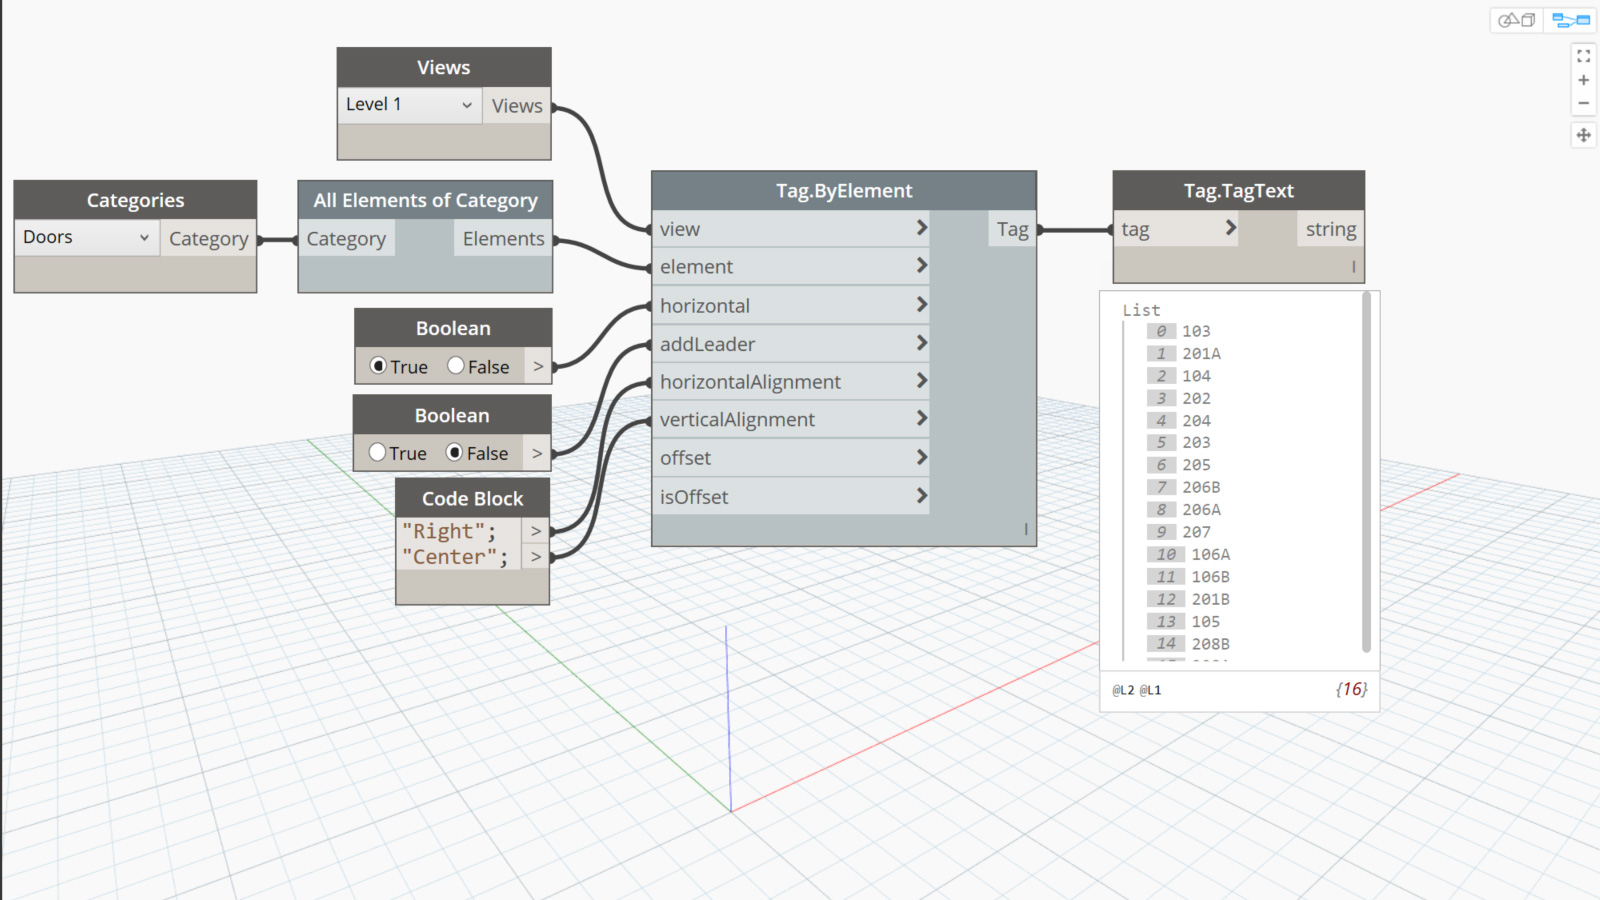 Views
Level 1 Views
Categories
Doors Category
All Elements of Category
Category Elements
Boolean
True False >
Boolean
True False >
Code Block
"Right"; >
"Center"; >
Tag.ByElement
view Tag
element
horizontal
addLeader
horizontalAlignment
verticalAlignment
offset
isOffset
Tag.TagText
tag string
List
0 103
1 201A
2 104
3 202
4 204
5 203
6 205
7 206B
8 206A
9 207
10 106A
11 106B
12 201B
13 105
14 208B
@L2 @L1 {16}